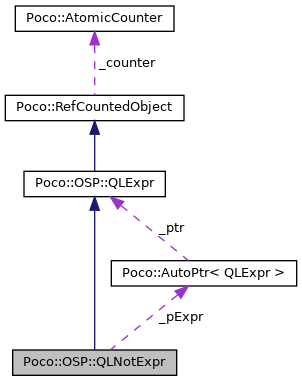 Poco::AtomicCounter
_counter
Poco::RefCountedObject
Poco::OSP::QLExpr
_ptr
Poco::AutoPtr< QLExpr >
_pExpr
Poco::OSP::QLNotExpr